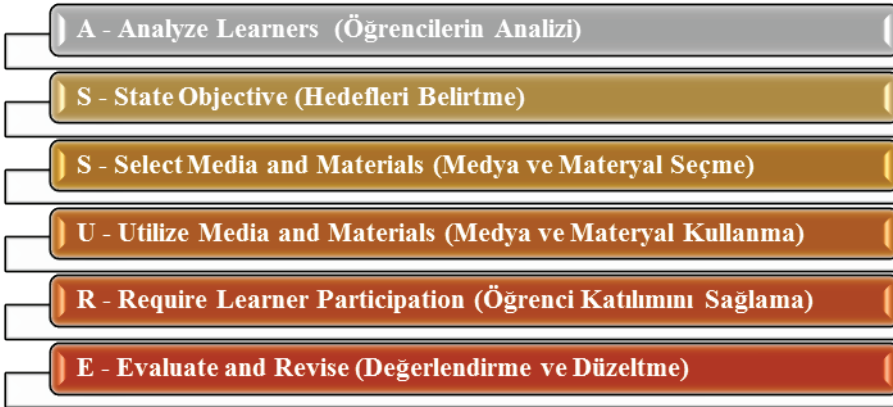 A - Analyze Learners (Öğrencilerin Analizi)
S - State Objective (Hedefleri Belirtme)
S - Select Media and Materials (Medya ve Materyal Seçme)
U - Utilize Media and Materials (Medya ve Materyal Kullanma)
R - Require Learner Participation (Öğrenci Katılımını Sağlama)
E - Evaluate and Revise (Değerlendirme ve Düzeltme)